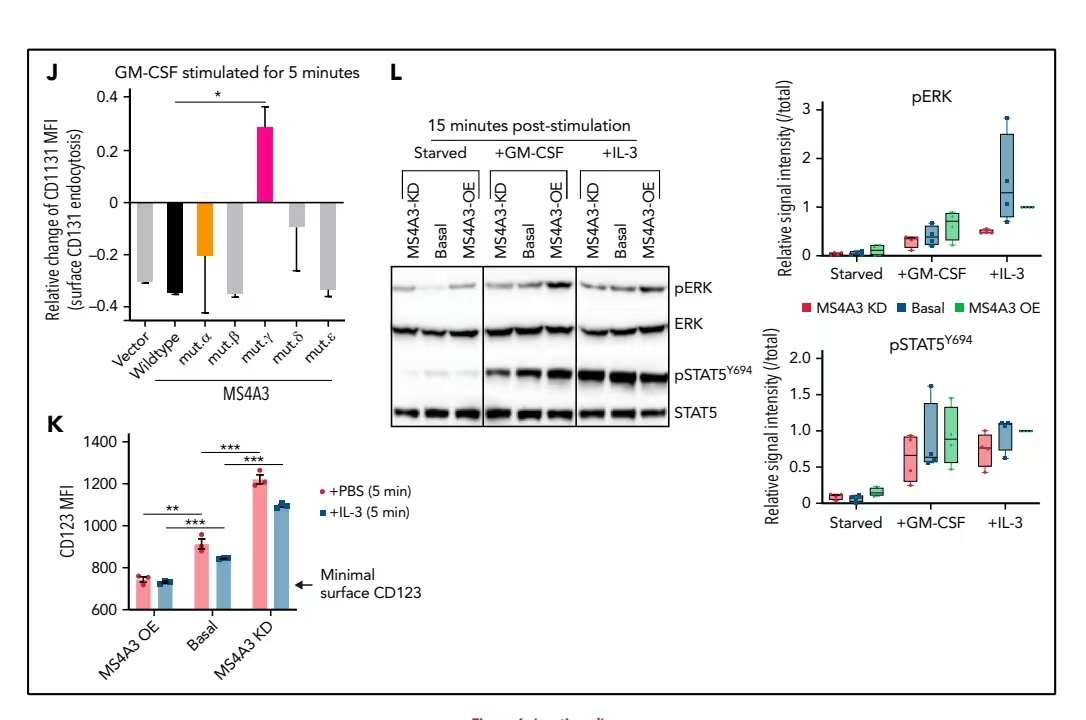 J
GM-CSF stimulated for 5 minutes
Relative change of CD1131 MFI
(surface CD131 endocytosis)
0.4
0.2
0
–0.2
–0.4
*
Vector
Wildtype
mut.α
mut.β
mut.γ
mut.δ
mut.ε
MS4A3
K
CD123 MFI
1400
1200
1000
800
600
**
***
***
***
MS4A3 OE
Basal
MS4A3 KD
+PBS (5 min)
+IL-3 (5 min)
Minimal
surface CD123
L
15 minutes post-stimulation
Starved
+GM-CSF
+IL-3
MS4A3-KD
Basal
MS4A3-OE
MS4A3-KD
Basal
MS4A3-OE
MS4A3-KD
Basal
MS4A3-OE
pERK
ERK
pSTAT5Y694
STAT5
pERK
Relative signal intensity (/total)
3
2
1
0
Starved
+GM-CSF
+IL-3
MS4A3 KD
Basal
MS4A3 OE
pSTAT5Y694
Relative signal intensity (/total)
2.0
1.5
1.0
0.5
0
Starved
+GM-CSF
+IL-3